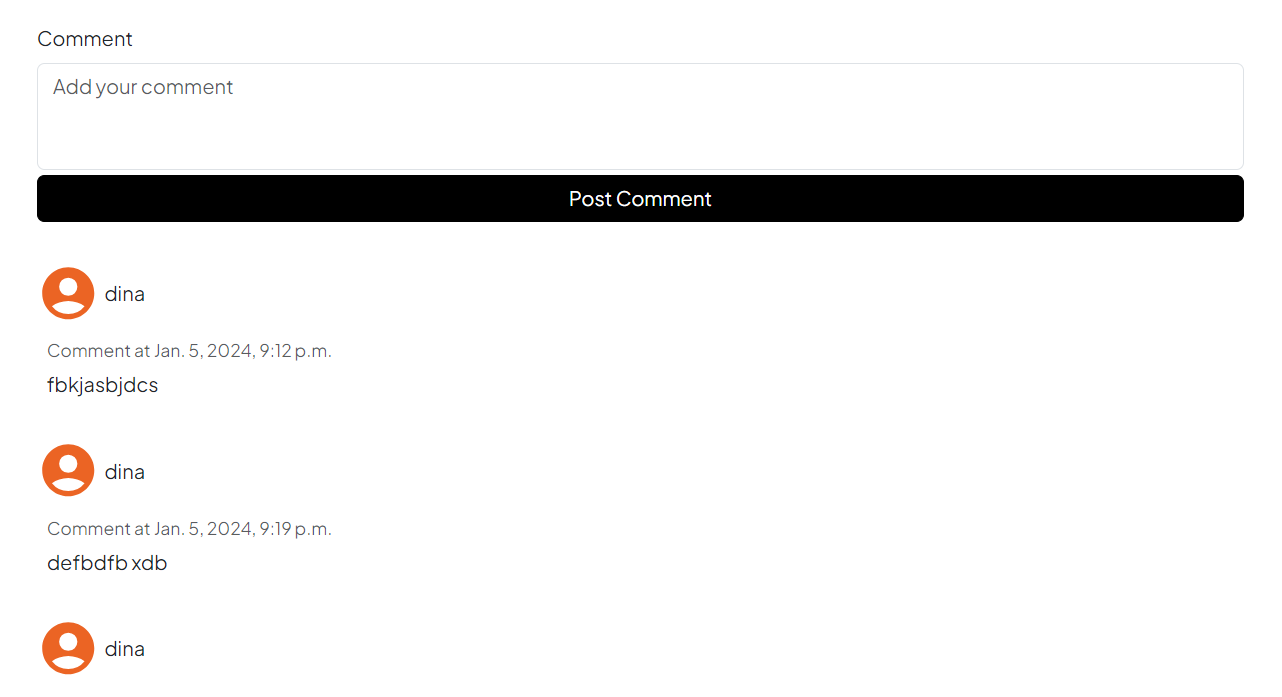 Comment
Add your comment
Post Comment
dina
Comment at Jan. 5, 2024, 9:12 p.m.
fbkjasbjdcs
dina
Comment at Jan. 5, 2024, 9:19 p.m.
defbdfb xdb
dina